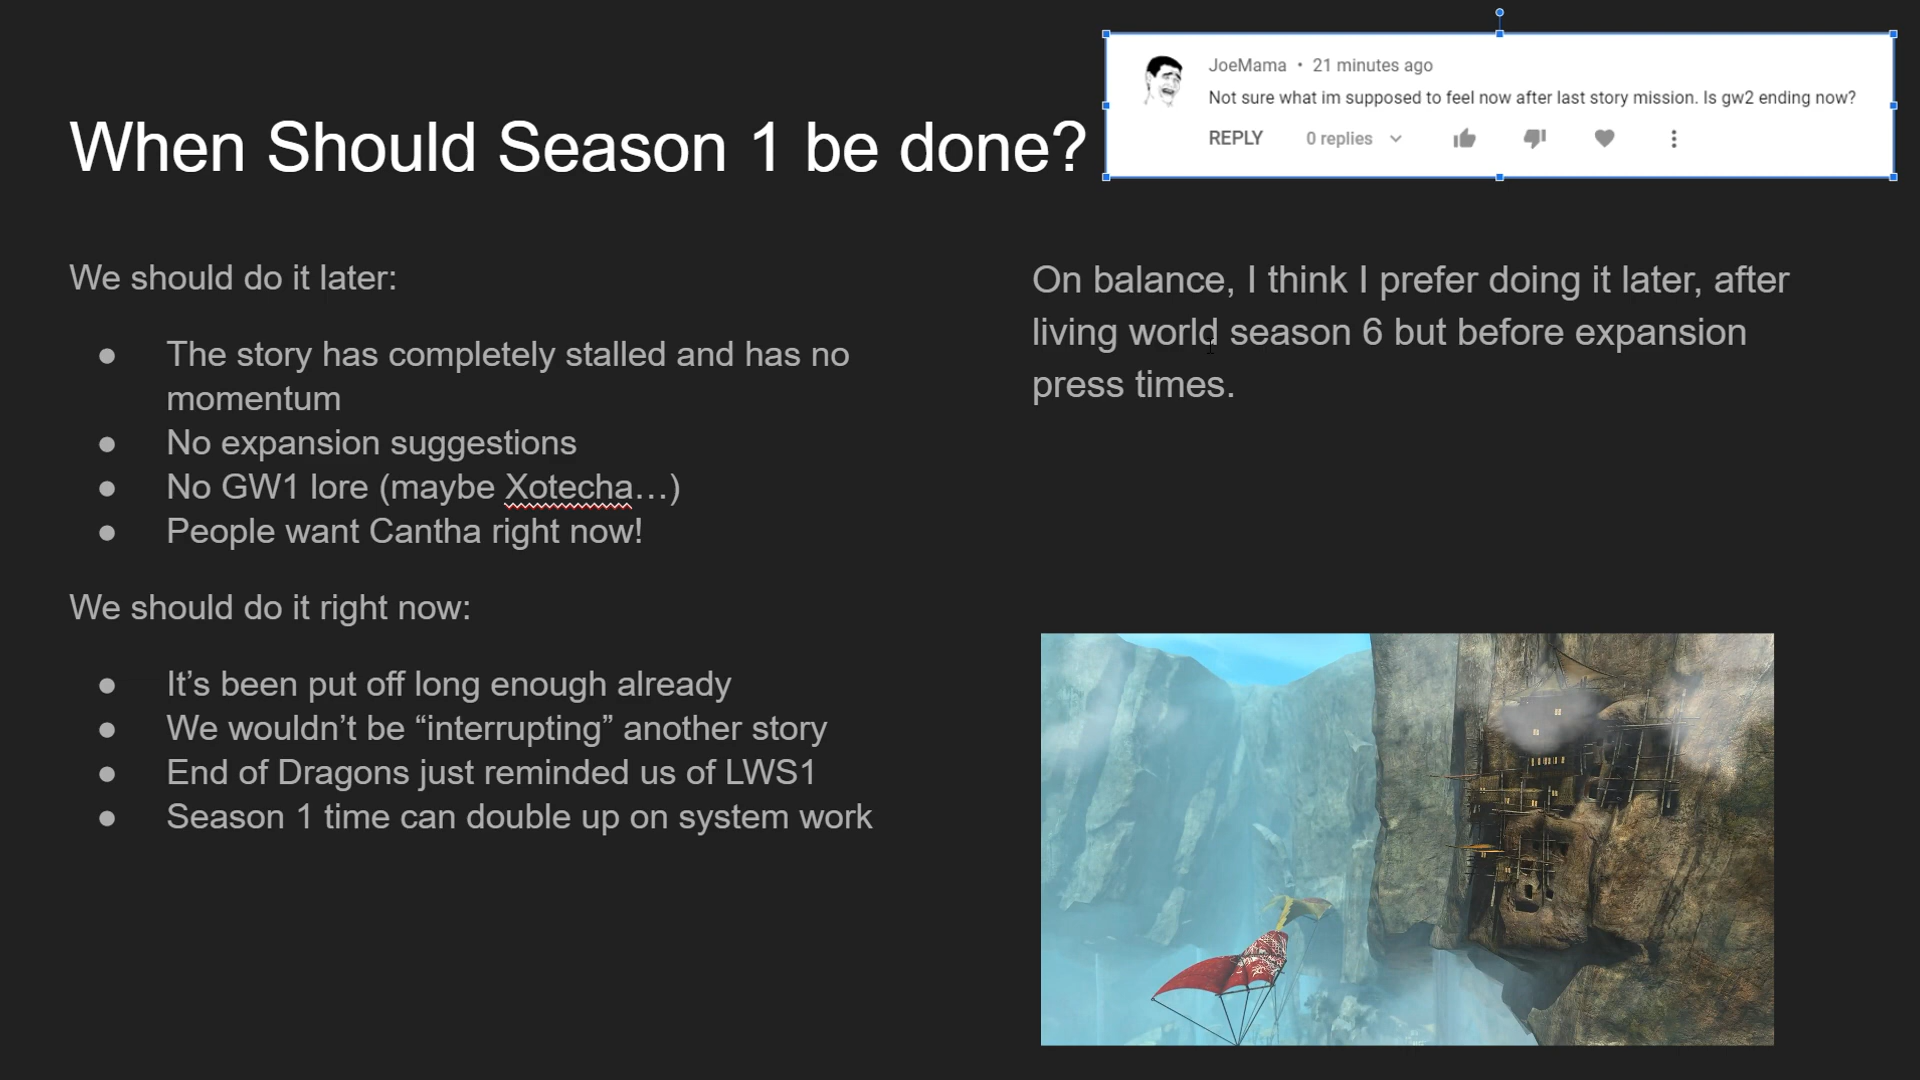 When Should Season 1 be done?
JoeMama • 21 minutes ago
Not sure what im supposed to feel now after last story mission. Is gw2 ending now?
REPLY 0 replies
We should do it later:
● The story has completely stalled and has no
momentum
● No expansion suggestions
● No GW1 lore (maybe Xotecha…)
● People want Cantha right now!
We should do it right now:
● It’s been put off long enough already
● We wouldn’t be “interrupting” another story
● End of Dragons just reminded us of LWS1
● Season 1 time can double up on system work
On balance, I think I prefer doing it later, after
living world season 6 but before expansion
press times.